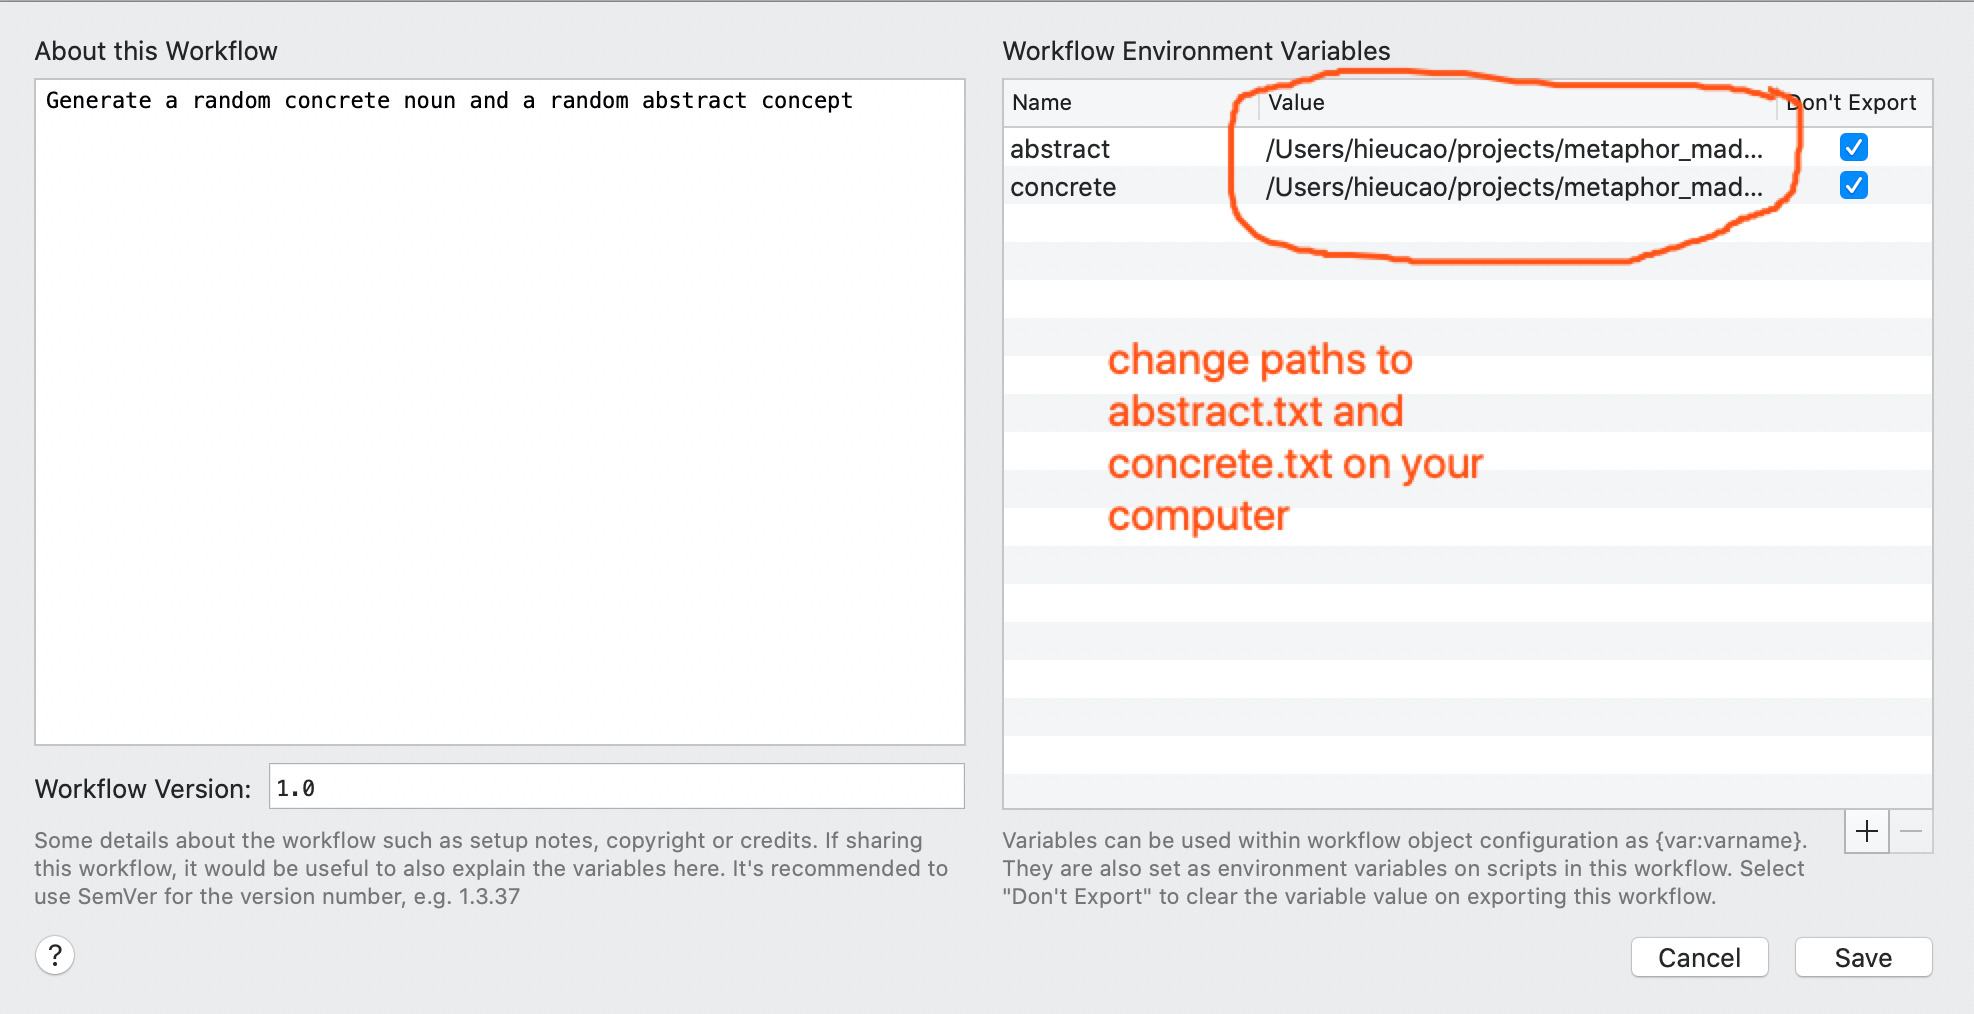 About this Workflow
Generate a random concrete noun and a random abstract concept
Workflow Version:
1.0
Some details about the workflow such as setup notes, copyright or credits. If sharing
this workflow, it would be useful to also explain the variables here. It's recommended to
use SemVer for the version number, e.g. 1.3.37
?
Workflow Environment Variables
Name Value Don't Export
abstract /Users/hieucao/projects/metaphor_mad...
concrete /Users/hieucao/projects/metaphor_mad...
change paths to
abstract.txt and
concrete.txt on your
computer
Variables can be used within workflow object configuration as {var:varname}.
They are also set as environment variables on scripts in this workflow. Select
"Don't Export" to clear the variable value on exporting this workflow.
Cancel Save